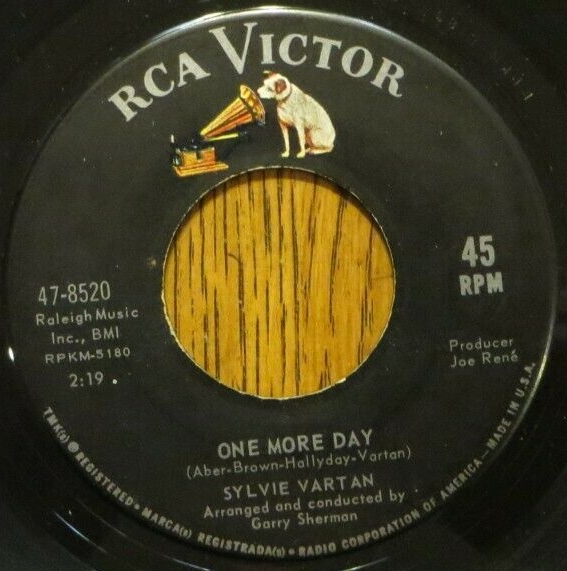 RCA VICTOR
45
RPM
47-8520
Raleigh Music
Inc., BMI
RPKM-5180
2:19
Producer
Joe René
ONE MORE DAY
(Aber-Brown-Hallyday-Vartan)
SYLVIE VARTAN
Arranged and conducted by
Garry Sherman
TMK(s) ® REGISTERED • MARCA(s) REGISTRADA(s) • RADIO CORPORATION OF AMERICA—MADE IN U.S.A.